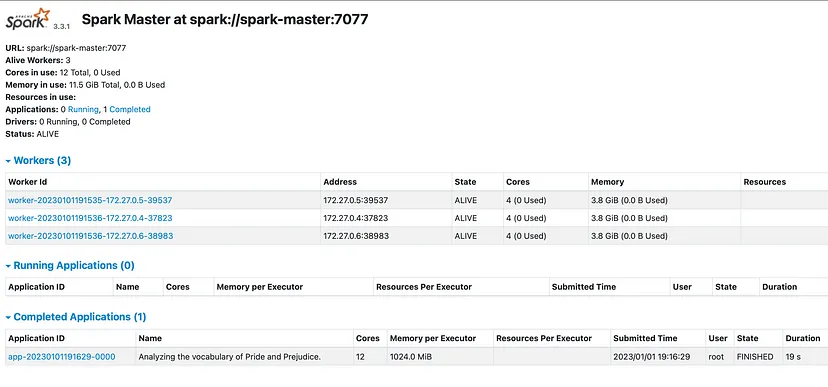 APACHE
Spark 3.3.1 Spark Master at spark://spark-master:7077
URL: spark://spark-master:7077
Alive Workers: 3
Cores in use: 12 Total, 0 Used
Memory in use: 11.5 GiB Total, 0.0 B Used
Resources in use:
Applications: 0 Running, 1 Completed
Drivers: 0 Running, 0 Completed
Status: ALIVE
Workers (3)
Worker Id Address State Cores Memory Resources
worker-20230101191535-172.27.0.5-39537 172.27.0.5:39537 ALIVE 4 (0 Used) 3.8 GiB (0.0 B Used)
worker-20230101191536-172.27.0.4-37823 172.27.0.4:37823 ALIVE 4 (0 Used) 3.8 GiB (0.0 B Used)
worker-20230101191536-172.27.0.6-38983 172.27.0.6:38983 ALIVE 4 (0 Used) 3.8 GiB (0.0 B Used)
Running Applications (0)
Application ID Name Cores Memory per Executor Resources Per Executor Submitted Time User State Duration
Completed Applications (1)
Application ID Name Cores Memory per Executor Resources Per Executor Submitted Time User State Duration
app-20230101191629-0000 Analyzing the vocabulary of Pride and Prejudice. 12 1024.0 MiB 2023/01/01 19:16:29 root FINISHED 19 s